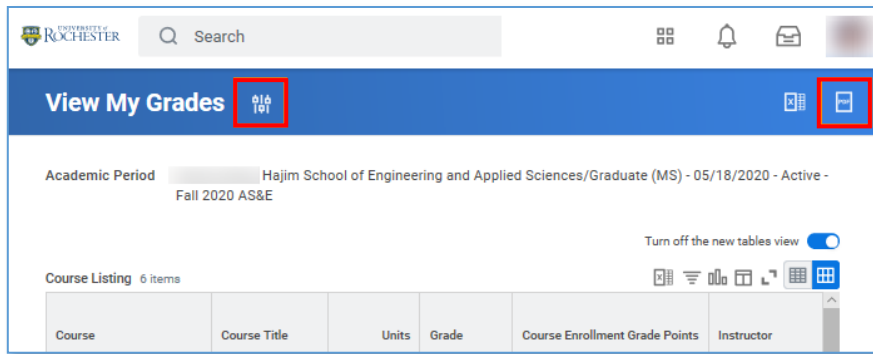 UNIVERSITY of
ROCHESTER
Search
View My Grades
PDF
Academic Period Hajim School of Engineering and Applied Sciences/Graduate (MS) - 05/18/2020 - Active -
Fall 2020 AS&E
Turn off the new tables view
Course Listing 6 items
Course Course Title Units Grade Course Enrollment Grade Points Instructor